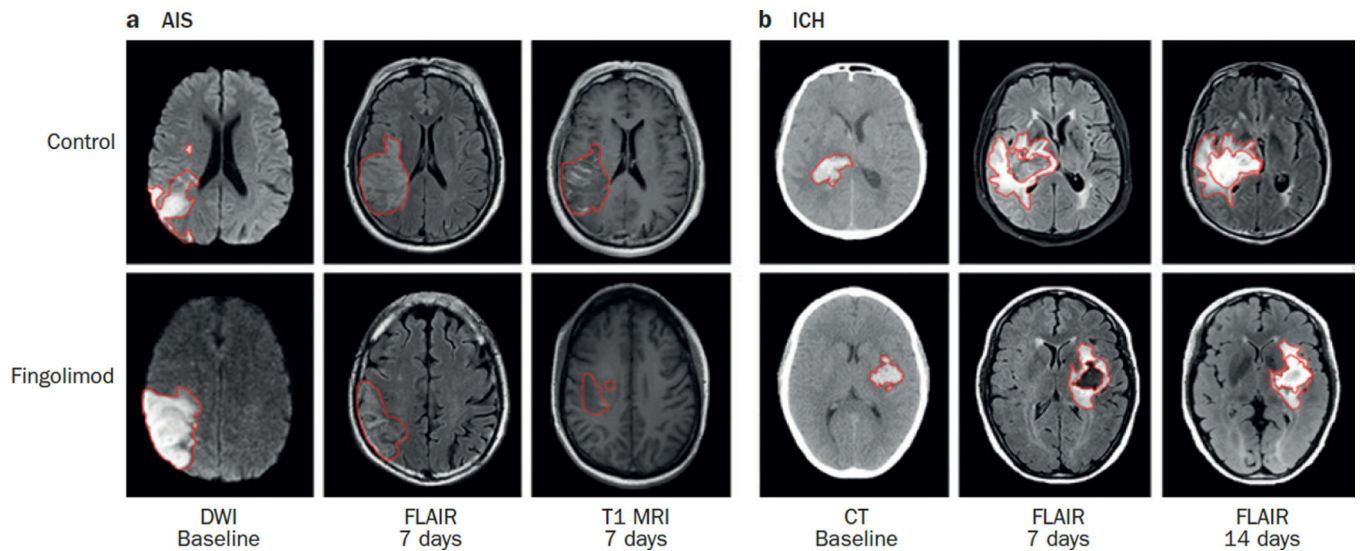 a AIS
b ICH
Control
Fingolimod
DWI
Baseline
FLAIR
7 days
T1 MRI
7 days
CT
Baseline
FLAIR
7 days
FLAIR
14 days